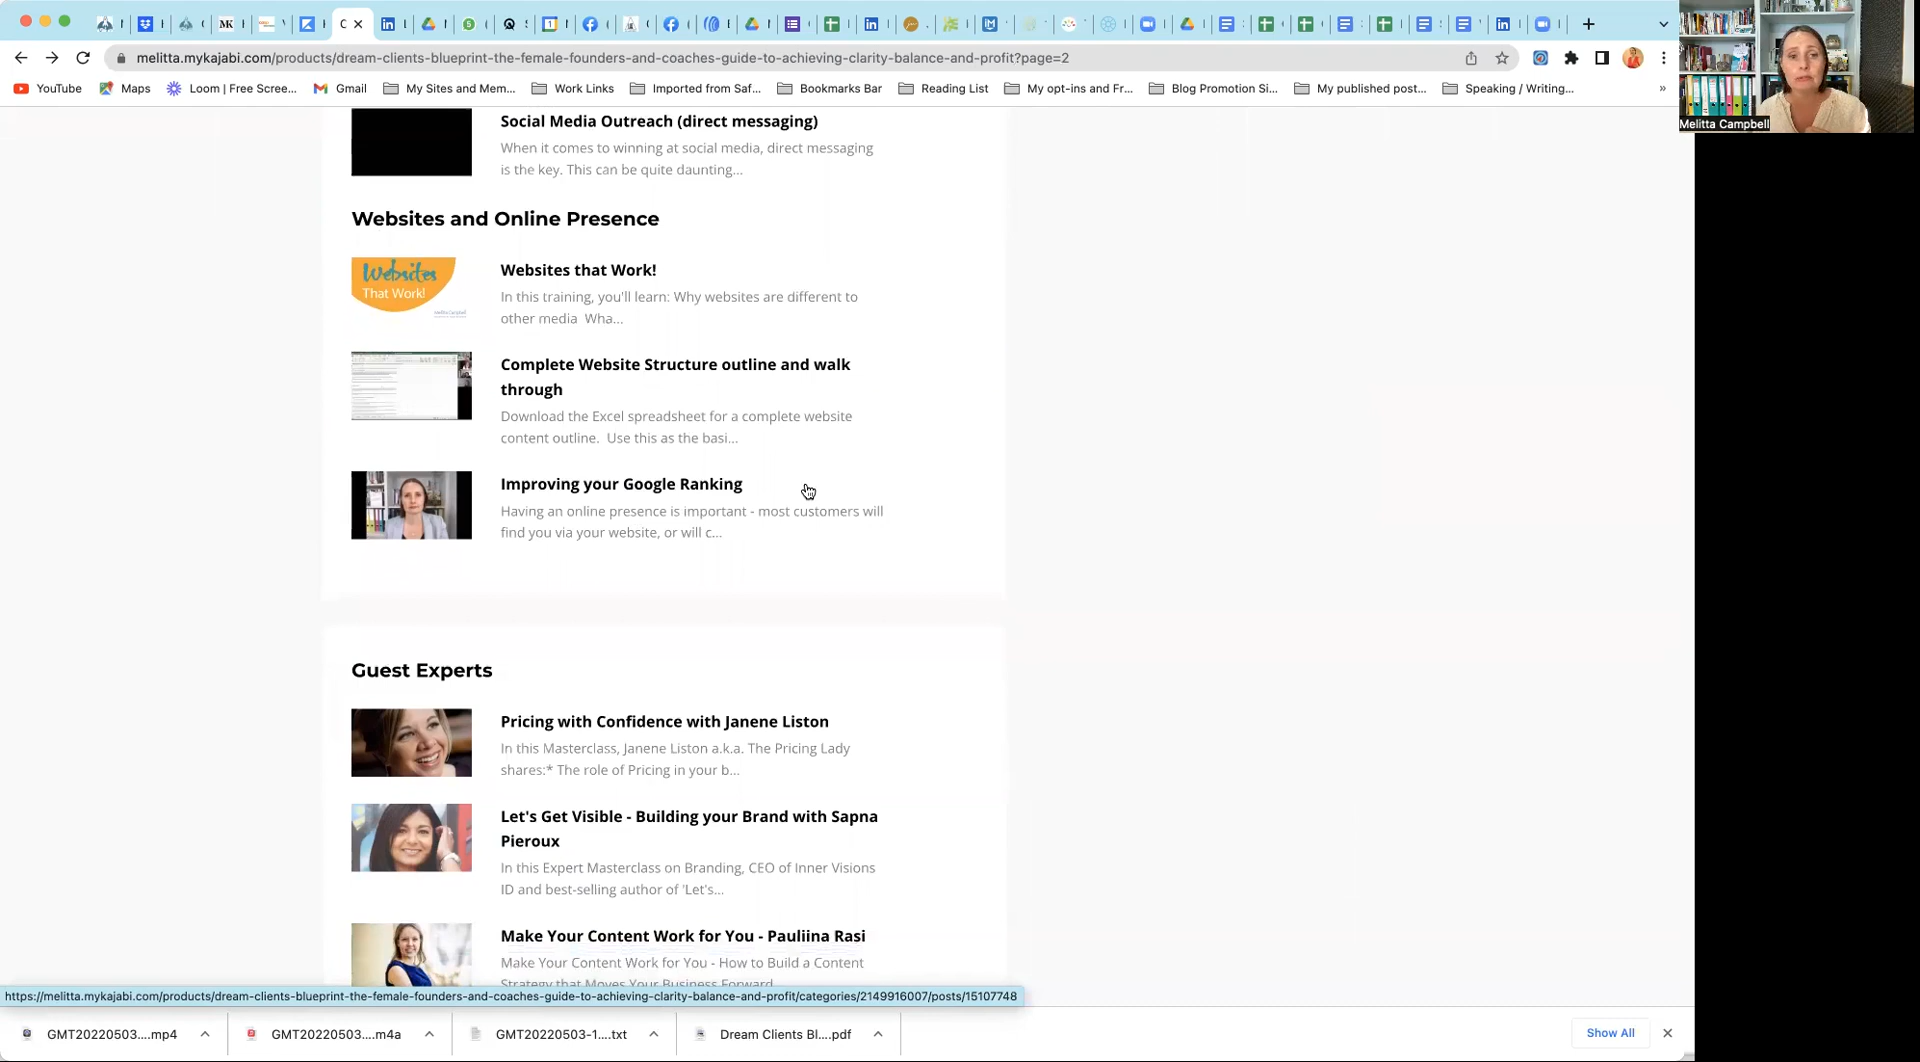 melitta.mykajabi.com/products/dream-clients-blueprint-the-female-founders-and-coaches-guide-to-achieving-clarity-balance-and-profit?page=2
YouTube Maps Loom | Free Scree... Gmail My Sites and Mem... Work Links Imported from Saf... Bookmarks Bar Reading List My opt-ins and Fr... Blog Promotion Si... My published post... Speaking / Writing... »
Melitta Campbell
Social Media Outreach (direct messaging)
When it comes to winning at social media, direct messaging
is the key. This can be quite daunting...
Websites and Online Presence
Websites
That Work!
Websites that Work!
In this training, you'll learn: Why websites are different to
other media Wha...
Complete Website Structure outline and walk
through
Download the Excel spreadsheet for a complete website
content outline. Use this as the basi...
Improving your Google Ranking
Having an online presence is important - most customers will
find you via your website, or will c...
Guest Experts
Pricing with Confidence with Janene Liston
In this Masterclass, Janene Liston a.k.a. The Pricing Lady
shares:* The role of Pricing in your b...
Let's Get Visible - Building your Brand with Sapna
Pieroux
In this Expert Masterclass on Branding, CEO of Inner Visions
ID and best-selling author of 'Let's...
Make Your Content Work for You - Pauliina Rasi
Make Your Content Work for You - How to Build a Content
Strategy that Moves Your Business Forward
https://melitta.mykajabi.com/products/dream-clients-blueprint-the-female-founders-and-coaches-guide-to-achieving-clarity-balance-and-profit/categories/2149916007/posts/15107748
GMT20220503....mp4 GMT20220503....m4a GMT20220503-1....txt Dream Clients Bl....pdf Show All